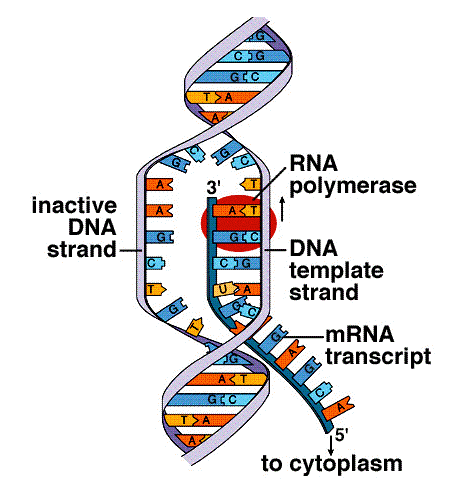 G
C G
G C
T A
A
G C G C
A T
RNA
polymerase
3'
inactive
DNA
strand
A A T
G G C
C C G
T U A
DNA
template
strand
G C G
T
mRNA
transcript
G
A
G
C
A
G
A T
G C
T A
A
5'
to cytoplasm